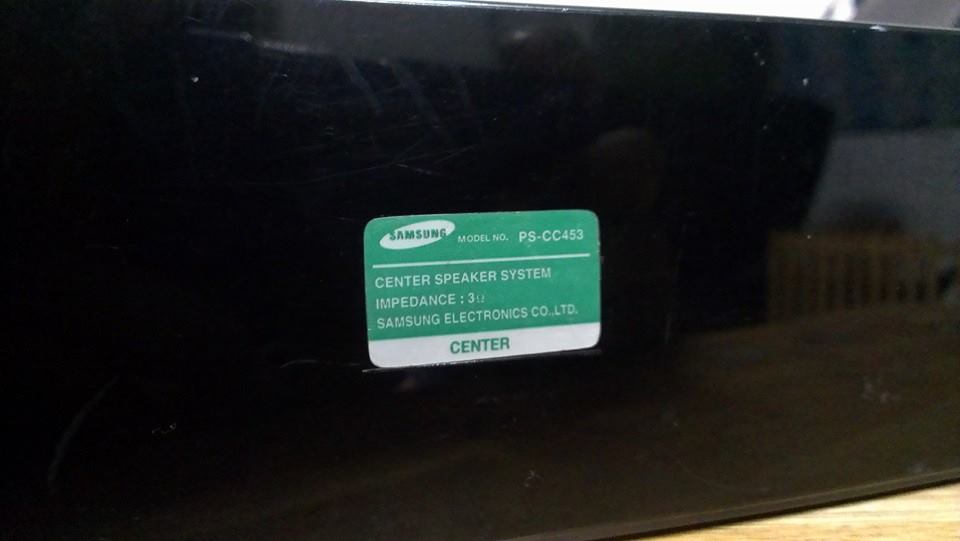 SAMSUNG MODEL NO. PS-CC453
CENTER SPEAKER SYSTEM
IMPEDANCE : 3Ω
SAMSUNG ELECTRONICS CO.,LTD.
CENTER